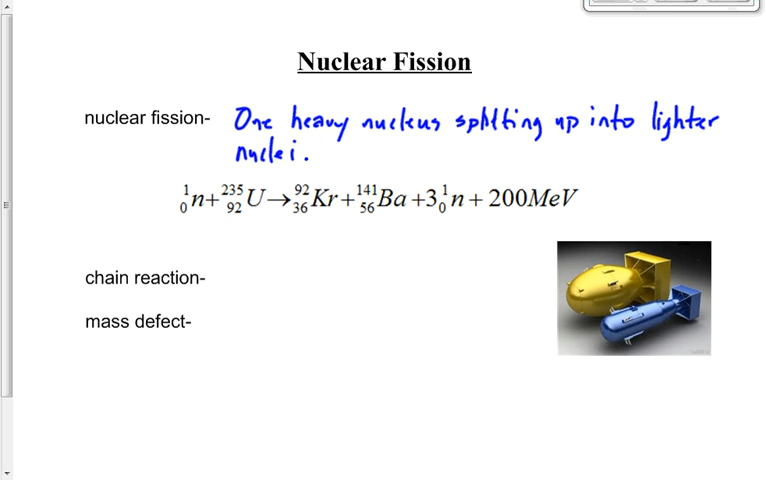 Nuclear Fission
nuclear fission- One heavy nucleus splitting up into lighter
nuclei.
¹₀n+²³⁵₉₂U→⁹²₃₆Kr+¹⁴¹₅₆Ba+3¹₀n+200MeV
chain reaction-
mass defect-